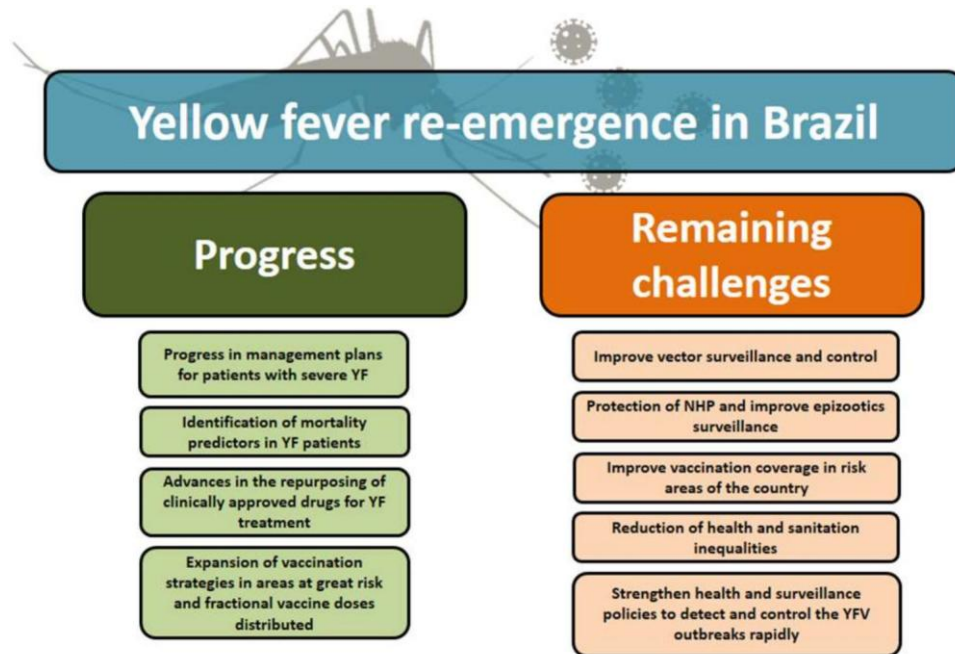 Yellow fever re-emergence in Brazil
Progress
Progress in management plans
for patients with severe YF
Identification of mortality
predictors in YF patients
Advances in the repurposing of
clinically approved drugs for YF
treatment
Expansion of vaccination
strategies in areas at great risk
and fractional vaccine doses
distributed
Remaining
challenges
Improve vector surveillance and control
Protection of NHP and improve epizootics
surveillance
Improve vaccination coverage in risk
areas of the country
Reduction of health and sanitation
inequalities
Strengthen health and surveillance
policies to detect and control the YFV
outbreaks rapidly